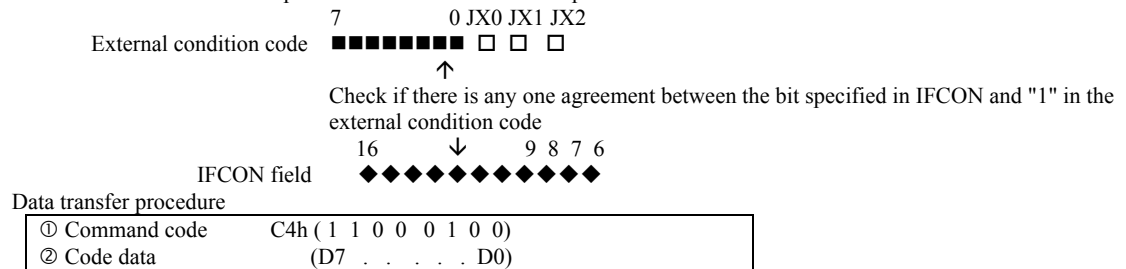 7 0 JX0 JX1 JX2
External condition code ■■■■■■■■ □ □ □
↑
Check if there is any one agreement between the bit specified in IFCON and "1" in the
external condition code
16 ↓ 9 8 7 6
IFCON field ◆◆◆◆◆◆◆◆◆◆◆
Data transfer procedure
① Command code C4h ( 1 1 0 0 0 1 0 0)
② Code data (D7 . . . . . . D0)